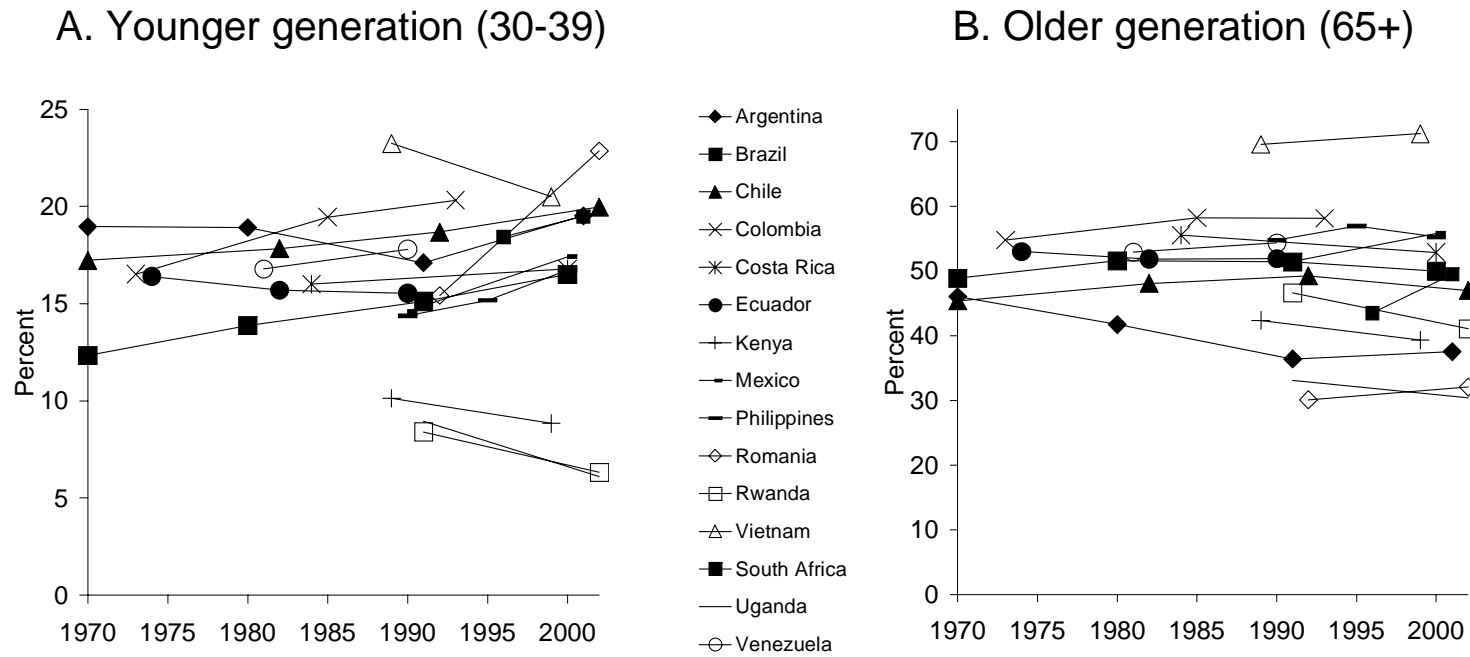 A. Younger generation (30-39)
B. Older generation (65+)
25
20
15
10
5
0
Percent
1970 1975 1980 1985 1990 1995 2000
Argentina
Brazil
Chile
Colombia
Costa Rica
Ecuador
Kenya
Mexico
Philippines
Romania
Rwanda
Vietnam
South Africa
Uganda
Venezuela
70
60
50
40
30
20
10
0
Percent
1970 1975 1980 1985 1990 1995 2000